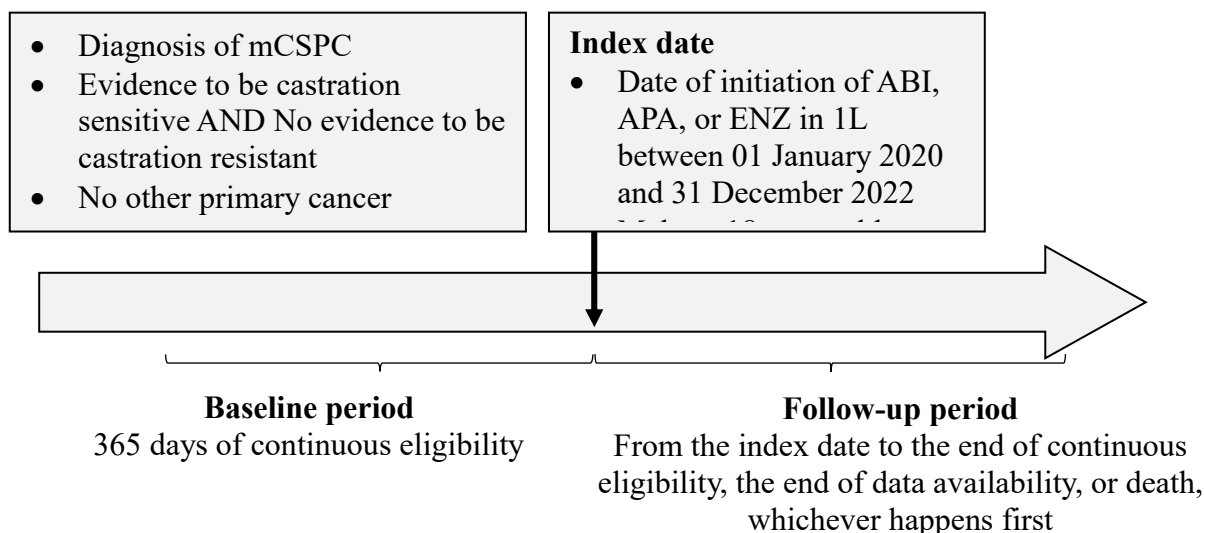 • Diagnosis of mCSPC
• Evidence to be castration
sensitive AND No evidence to be
castration resistant
• No other primary cancer
Index date
• Date of initiation of ABI,
APA, or ENZ in 1L
between 01 January 2020
and 31 December 2022
Baseline period
365 days of continuous eligibility
Follow-up period
From the index date to the end of continuous
eligibility, the end of data availability, or death,
whichever happens first